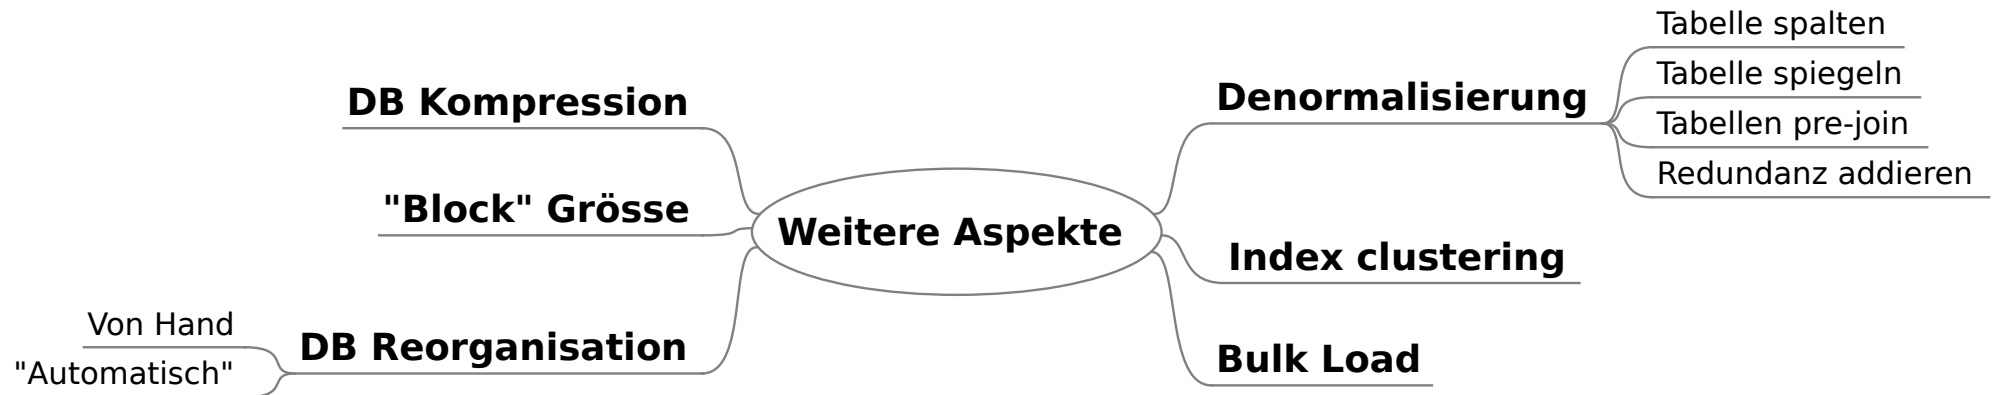 Weitere Aspekte
Denormalisierung
Tabelle spalten
Tabelle spiegeln
Tabellen pre-join
Redundanz addieren
Index clustering
Bulk Load
DB Kompression
"Block" Grösse
DB Reorganisation
Von Hand
"Automatisch"